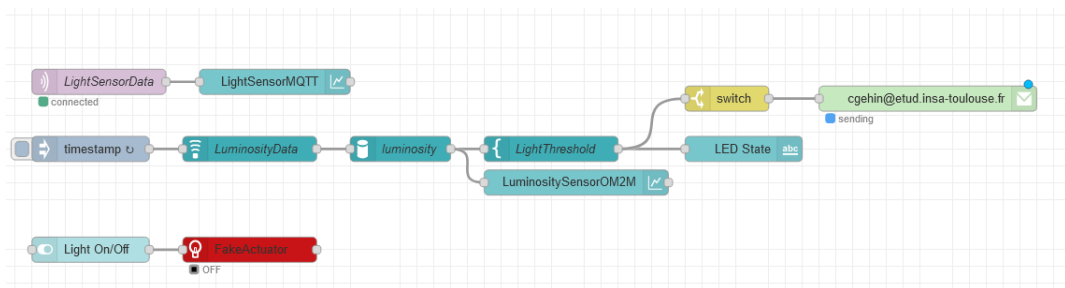 LightSensorData
LightSensorMQTT
connected
switch
cgehin@etud.insa-toulouse.fr
sending
timestamp ↻
LuminosityData
luminosity
LightThreshold
LED State
abc
LuminositySensorOM2M
Light On/Off
FakeActuator
OFF